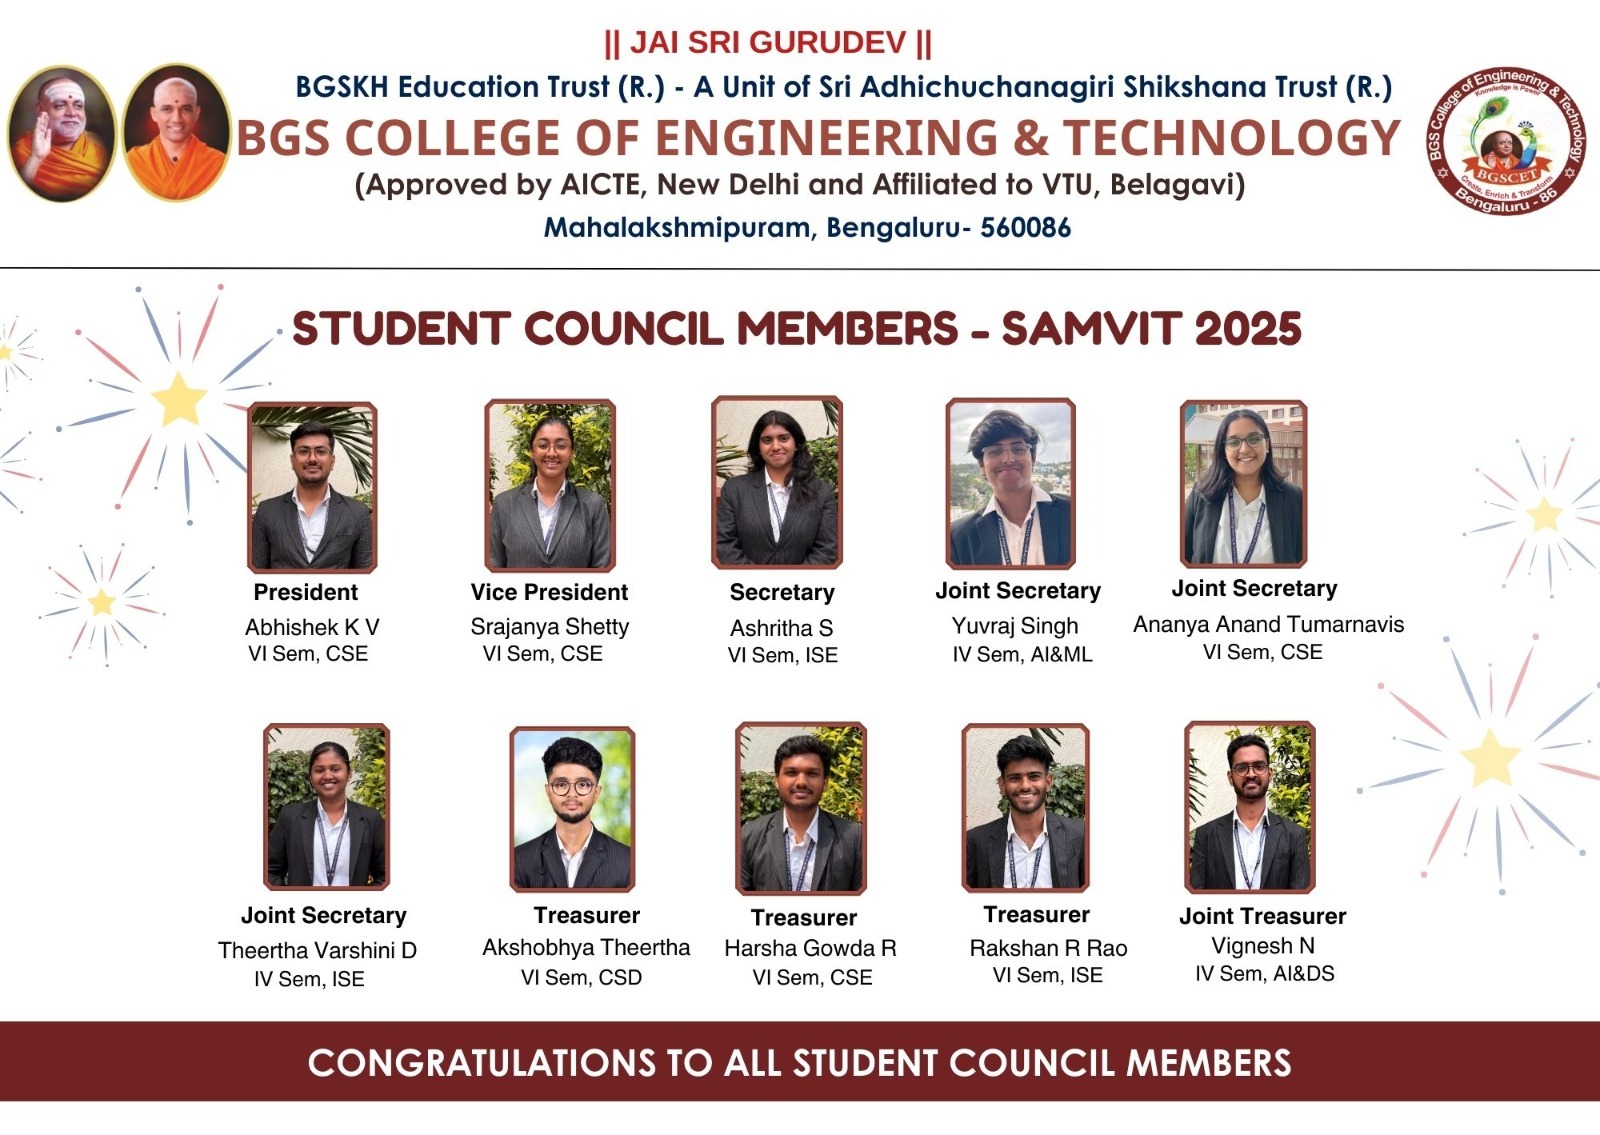 || JAI SRI GURUDEV ||
BGSKH Education Trust (R.) - A Unit of Sri Adhichuchanagiri Shikshana Trust (R.)
BGS COLLEGE OF ENGINEERING & TECHNOLOGY
(Approved by AICTE, New Delhi and Affiliated to VTU, Belagavi)
Mahalakshmipuram, Bengaluru- 560086
BGS College of Engineering & Technology
Knowledge is Power
BGSCET
Create, Enrich & Transform
Bengaluru - 86
STUDENT COUNCIL MEMBERS - SAMVIT 2025
President
Abhishek K V
VI Sem, CSE
Vice President
Srajanya Shetty
VI Sem, CSE
Secretary
Ashritha S
VI Sem, ISE
Joint Secretary
Yuvraj Singh
IV Sem, AI&ML
Joint Secretary
Ananya Anand Tumarnavis
VI Sem, CSE
Joint Secretary
Theertha Varshini D
IV Sem, ISE
Treasurer
Akshobhya Theertha
VI Sem, CSD
Treasurer
Harsha Gowda R
VI Sem, CSE
Treasurer
Rakshan R Rao
VI Sem, ISE
Joint Treasurer
Vignesh N
IV Sem, AI&DS
CONGRATULATIONS TO ALL STUDENT COUNCIL MEMBERS